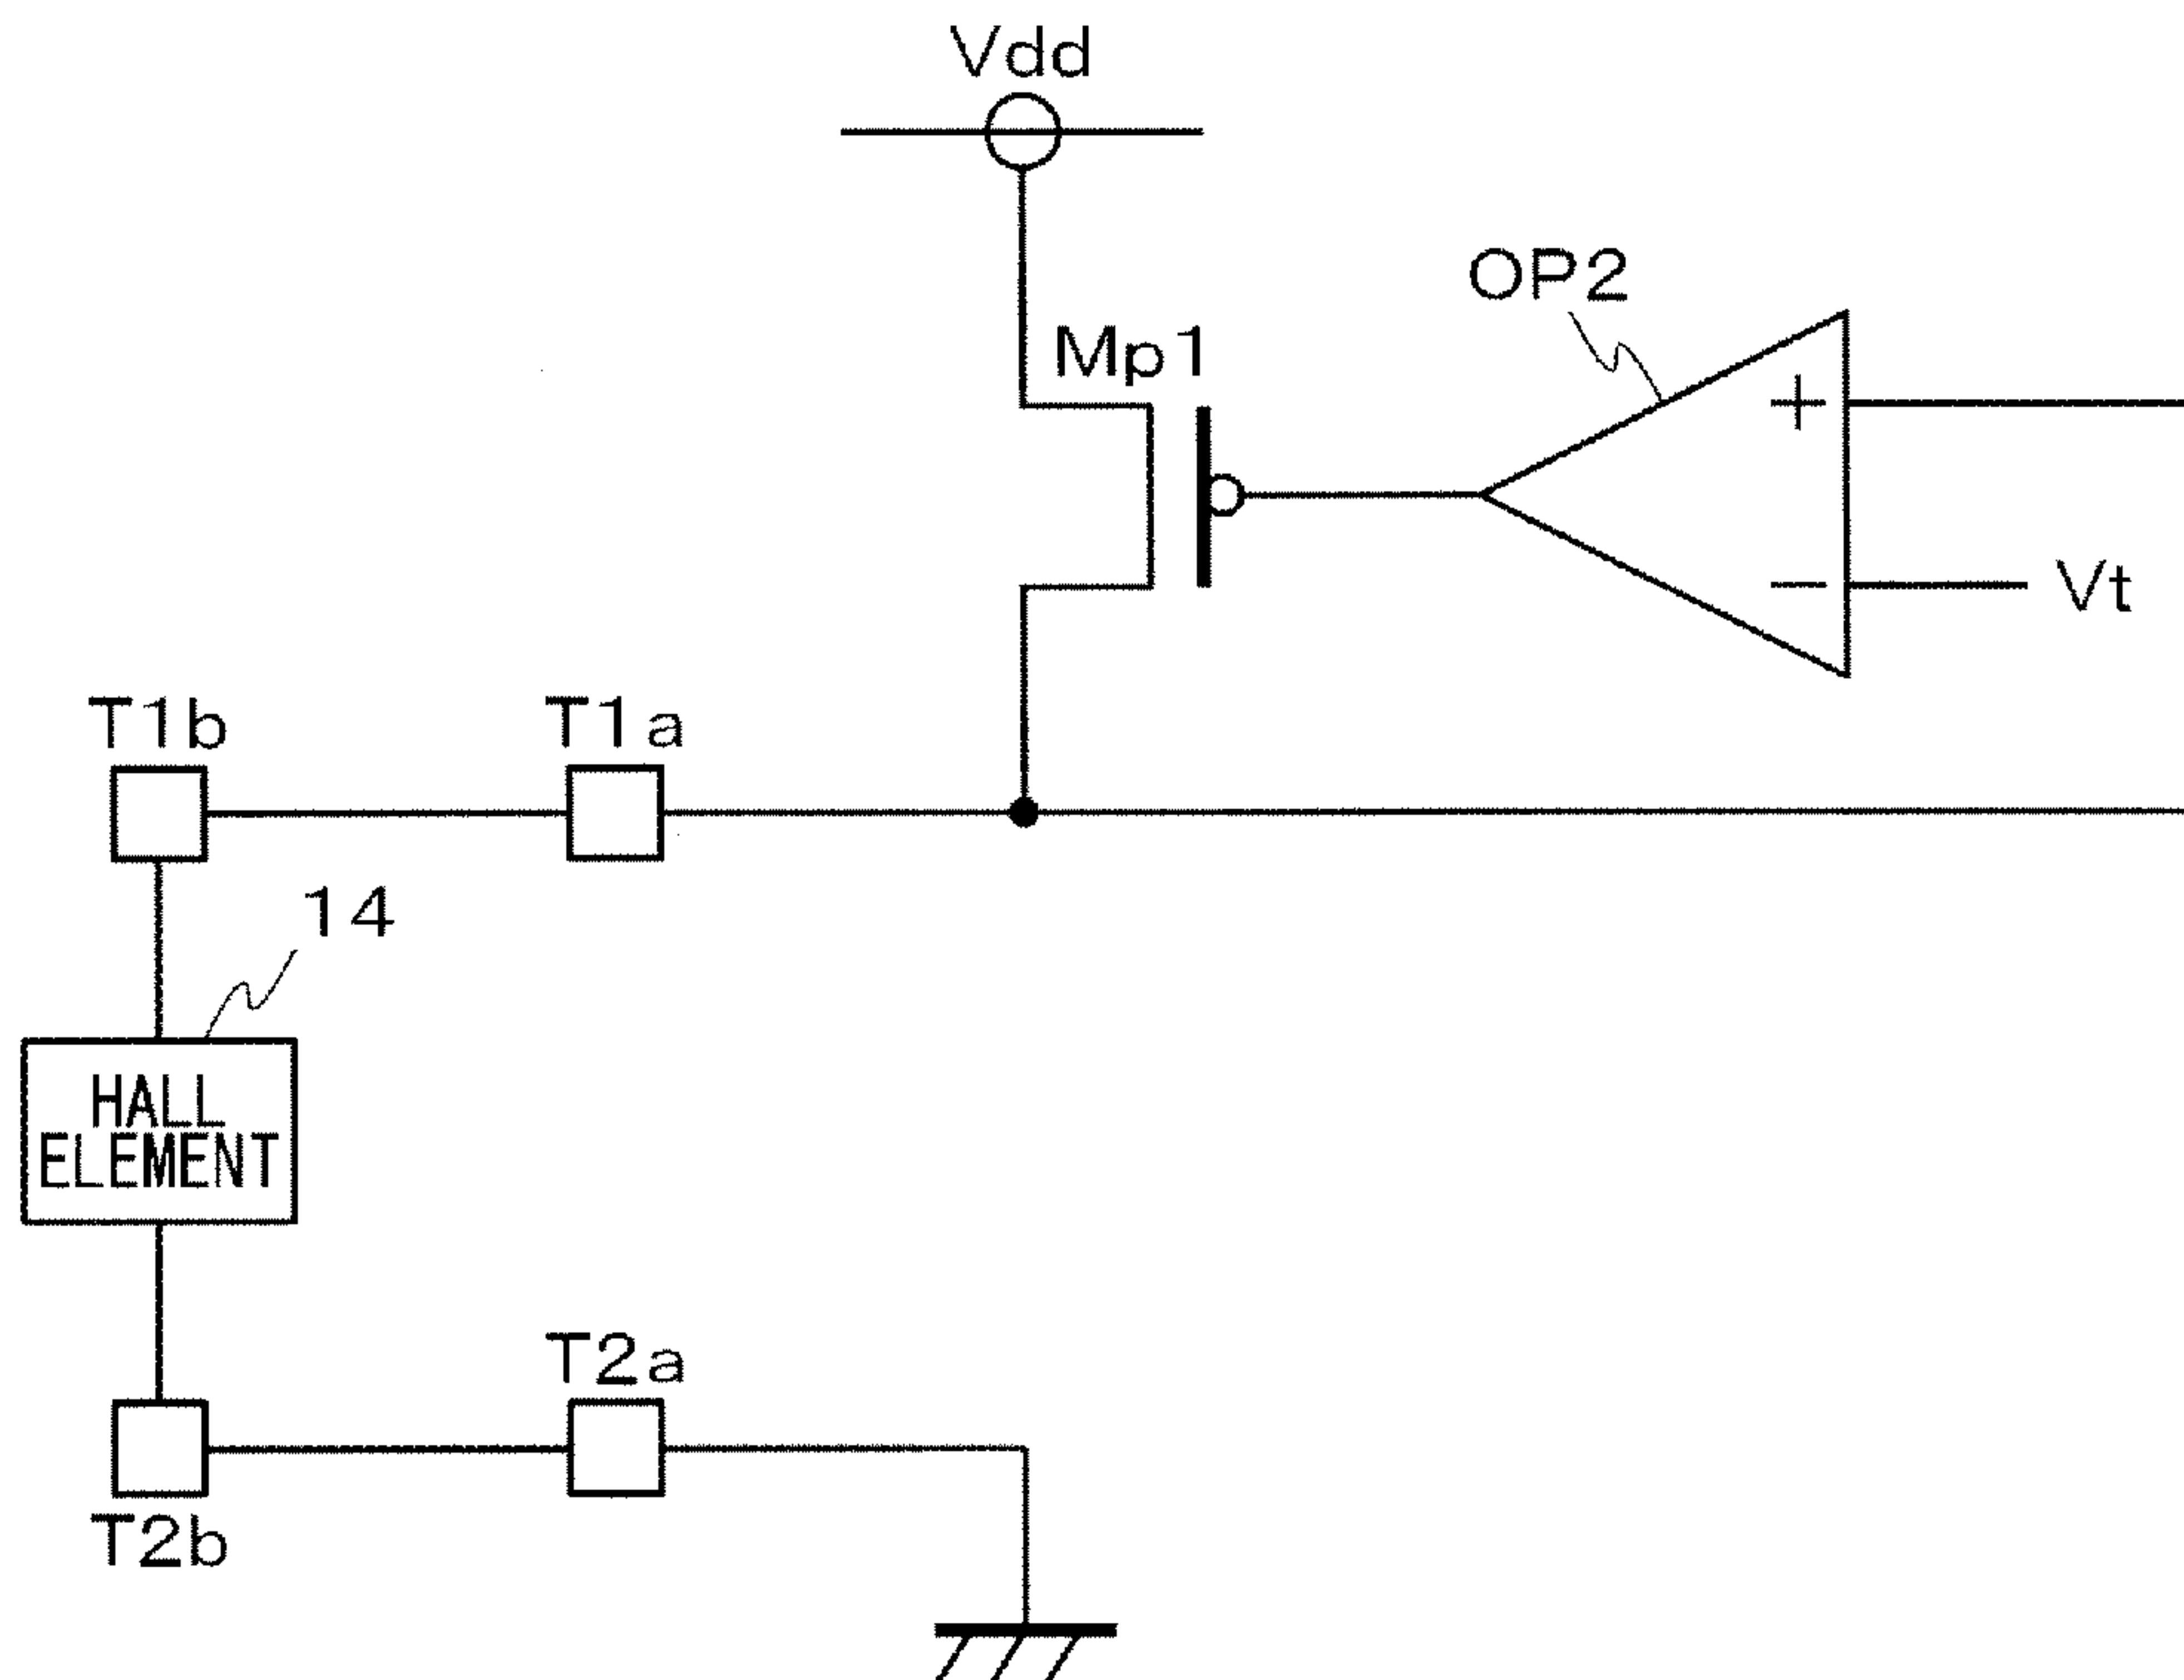 Vdd
OP2
Mp1
+
− Vt
T1b
T1a
14
HALL
ELEMENT
T2a
T2b